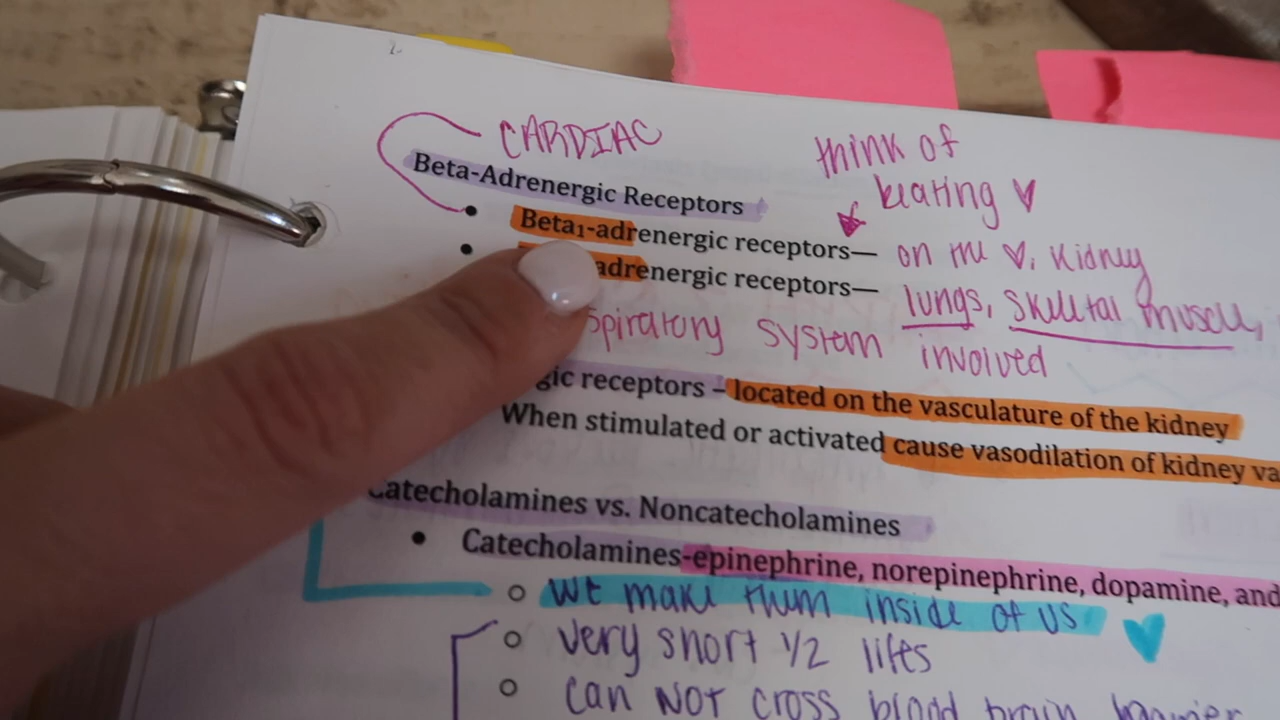 CARDIAC
think of
beating ♡
Beta-Adrenergic Receptors
• Beta₁-adrenergic receptors— on the ♡, kidney
• adrenergic receptors— lungs, skeletal muscle,
spiratory system involved
gic receptors – located on the vasculature of the kidney
When stimulated or activated cause vasodilation of kidney va
Catecholamines vs. Noncatecholamines
• Catecholamines-epinephrine, norepinephrine, dopamine, and
○ We make them inside of us
○ very short 1/2 lifes
○ can NOT cross blood brain barrier